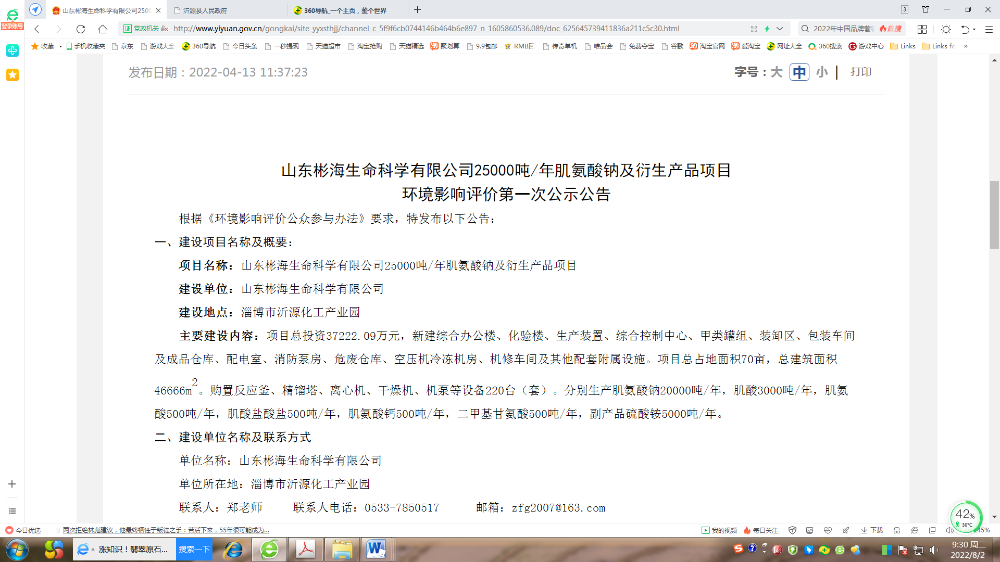 登录账号
山东彬海生命科学有限公司2500
沂源县人民政府
360导航_一个主页，整个世界
3
证 党政机关
http://www.yiyuan.gov.cn/gongkai/site_yyxsthjj/channel_c_5f9f6cb0744146b464b6e897_n_1605860536.089/doc_625645739411836a211c5c30.html
2022年中国品牌营销
热搜
收藏 手机收藏夹 京东 游戏大全 360导航 今日头条 一秒提现 天猫超市 淘宝抢购 天猫精选 聚划算 9.9包邮 RMB回 传奇单机 唯品会 免费夺宝 谷歌 淘宝官网 爱淘宝 网址大全 360搜索 游戏中心 Links Links fo »
发布日期：2022-04-13 11:37:23
字号：大 中 小 | 打印
山东彬海生命科学有限公司25000吨/年肌氨酸钠及衍生产品项目
环境影响评价第一次公示公告
根据《环境影响评价公众参与办法》要求，特发布以下公告：
一、建设项目名称及概要：
项目名称：山东彬海生命科学有限公司25000吨/年肌氨酸钠及衍生产品项目
建设单位：山东彬海生命科学有限公司
建设地点：淄博市沂源化工产业园
主要建设内容：项目总投资37222.09万元，新建综合办公楼、化验楼、生产装置、综合控制中心、甲类罐组、装卸区、包装车间
及成品仓库、配电室、消防泵房、危废仓库、空压机冷冻机房、机修车间及其他配套附属设施。项目总占地面积70亩，总建筑面积
46666m2。购置反应釜、精馏塔、离心机、干燥机、机泵等设备220台（套）。分别生产肌氨酸钠20000吨/年，肌酸3000吨/年，肌氨
酸500吨/年，肌酸盐酸盐500吨/年，肌氨酸钙500吨/年，二甲基甘氨酸500吨/年，副产品硫酸铵5000吨/年。
二、建设单位名称及联系方式
单位名称：山东彬海生命科学有限公司
单位所在地：淄博市沂源化工产业园
联系人：郑老师 联系人电话：0533-7850517 邮箱：zfg2007@163.com
42%
36°C
今日优选 两次拒绝林彪建议，他最终牺牲于叛徒之手：若活下来，55年很可能成为...
我的视频 每日关注 下载 145%
涨知识！翡翠原石... 搜索一下
9:30 周二
2022/8/2